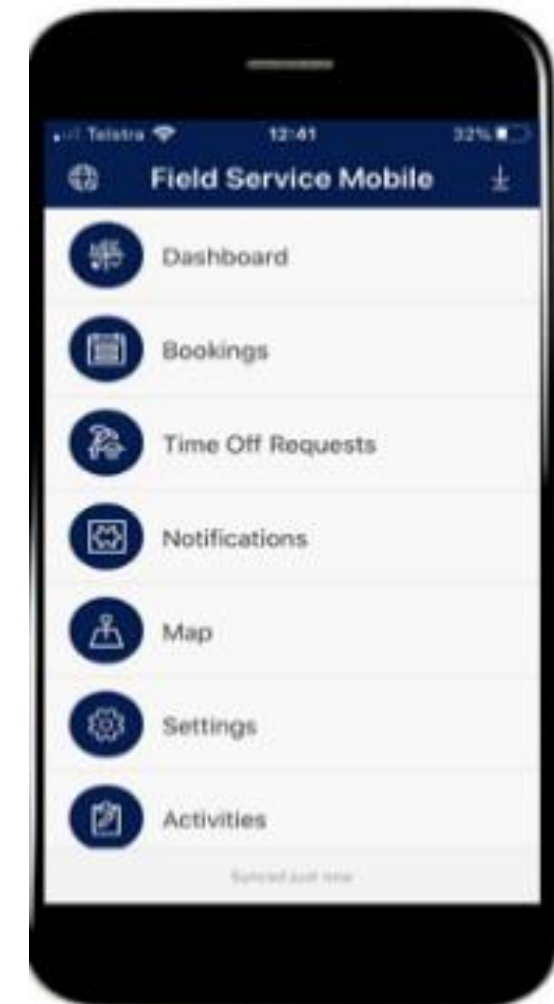 Telstra 12:41 32%
Field Service Mobile
Dashboard
Bookings
Time Off Requests
Notifications
Map
Settings
Activities
Synced just now